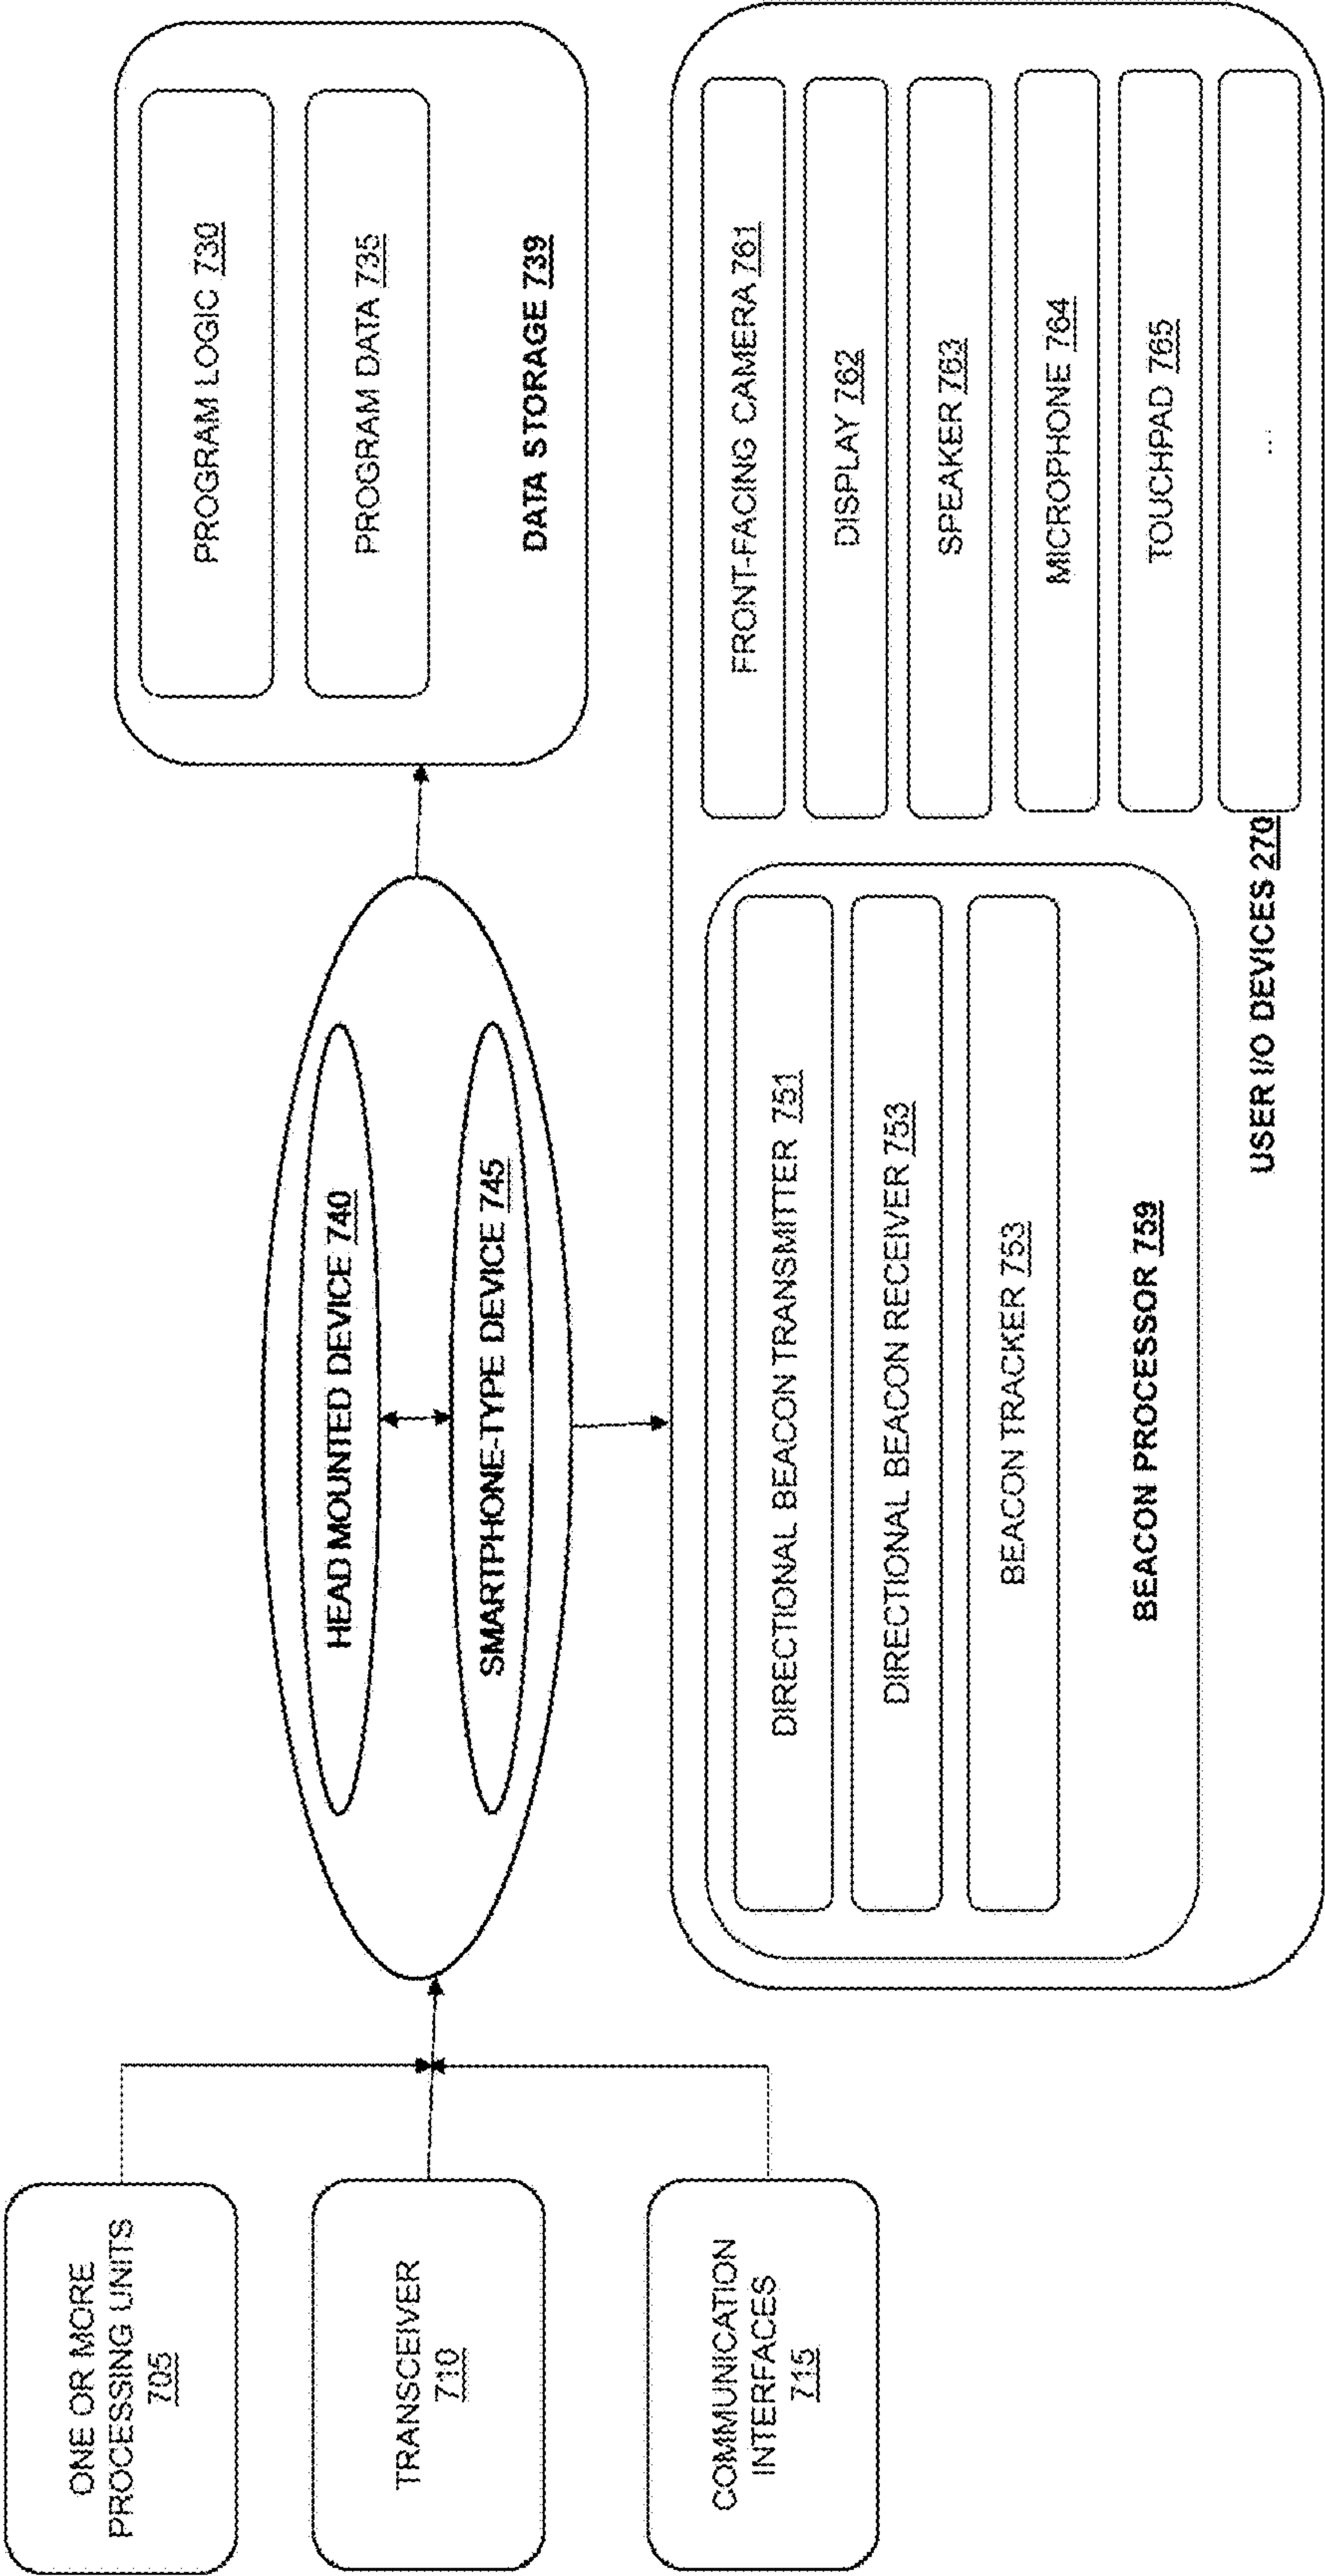 ONE OR MORE
PROCESSING UNITS
705
TRANSCEIVER
710
COMMUNICATION
INTERFACES
715
HEAD MOUNTED DEVICE 740
SMARTPHONE-TYPE DEVICE 745
PROGRAM LOGIC 730
PROGRAM DATA 735
DATA STORAGE 739
DIRECTIONAL BEACON TRANSMITTER 751
DIRECTIONAL BEACON RECEIVER 753
BEACON TRACKER 753
BEACON PROCESSOR 759
FRONT-FACING CAMERA 761
DISPLAY 762
SPEAKER 763
MICROPHONE 764
TOUCHPAD 765
...
USER I/O DEVICES 270